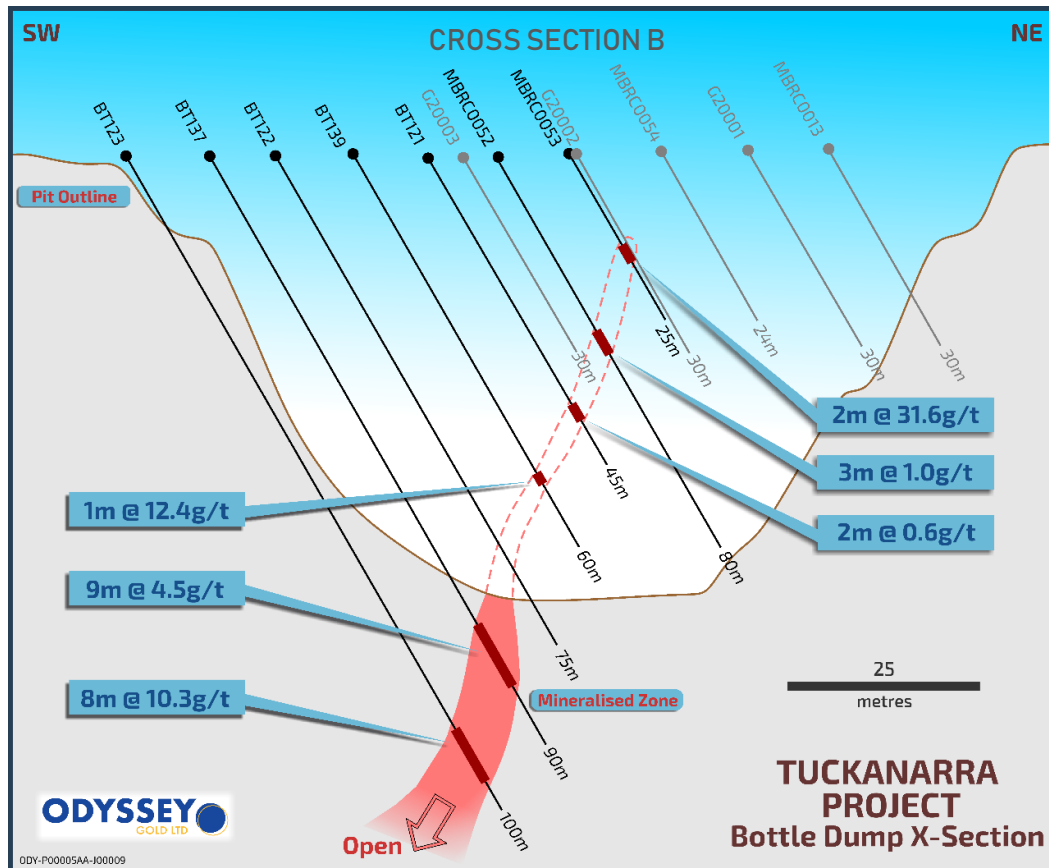 SW
CROSS SECTION B
NE
BT123
BT137
BT122
BT139
BT121
G20003
MBRC0052
MBRC0053
G20002
MBRC0054
G20001
MBRC0013
Pit Outline
25m
30m
30m
24m
30m
30m
2m @ 31.6g/t
3m @ 1.0g/t
2m @ 0.6g/t
45m
1m @ 12.4g/t
60m
80m
9m @ 4.5g/t
75m
8m @ 10.3g/t
Mineralised Zone
90m
100m
25
metres
TUCKANARRA
PROJECT
Bottle Dump X-Section
ODYSSEY
GOLD LTD
Open
ODY-P00005AA-J00009